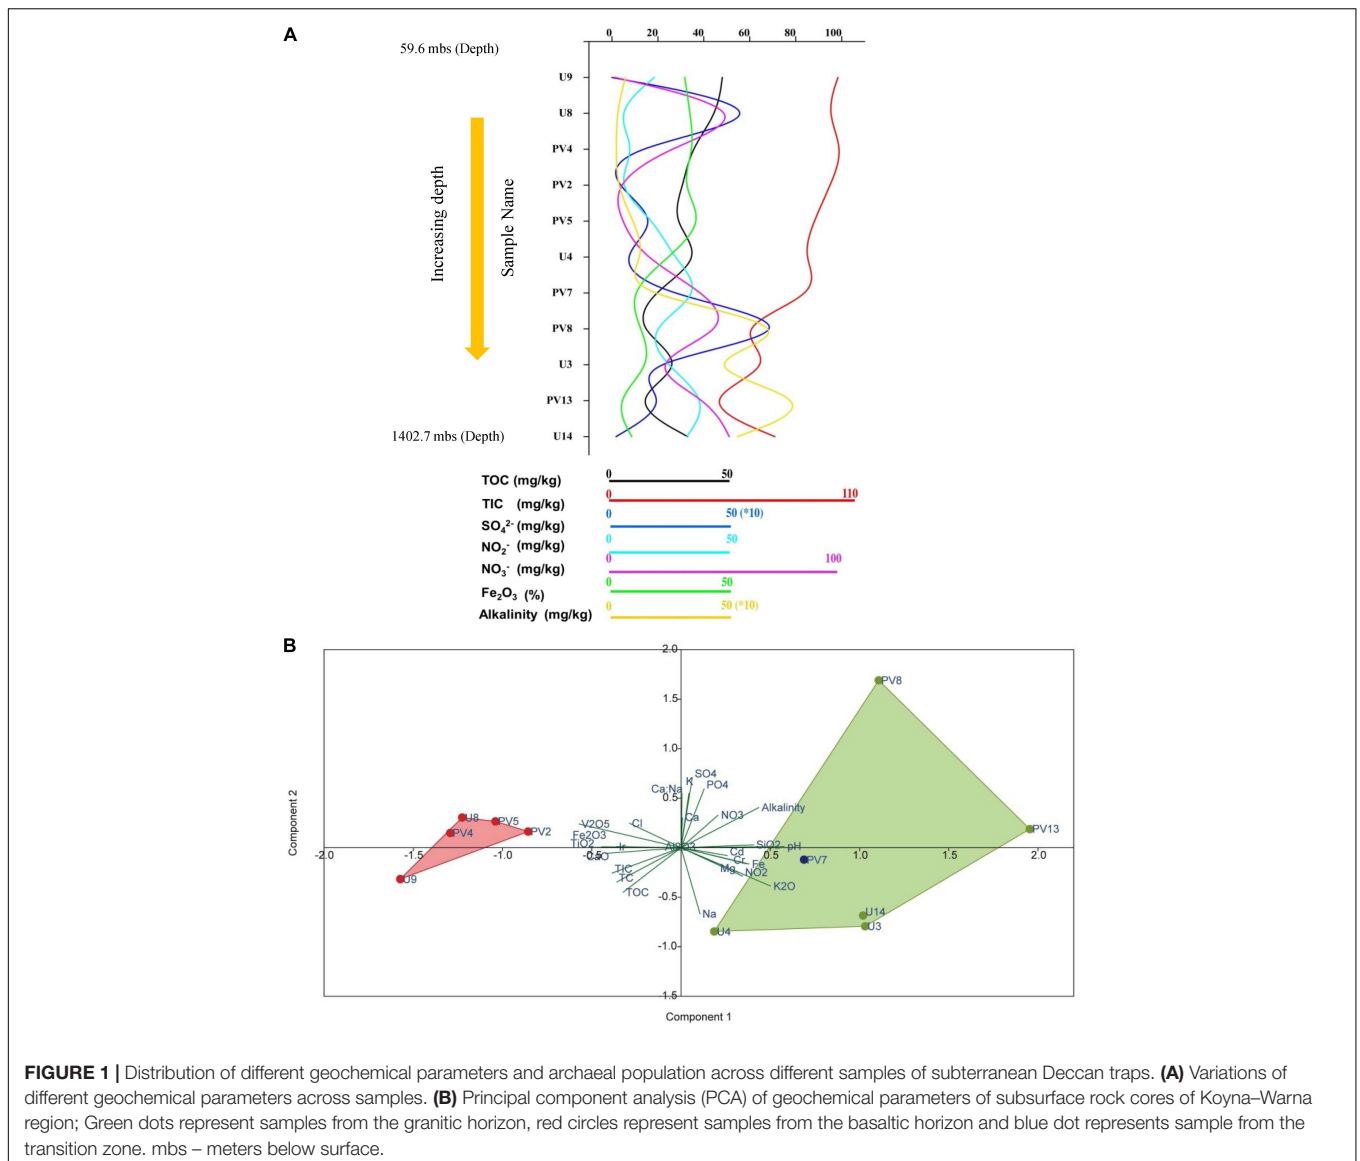 A
0 20 40 60 80 100
59.6 mbs (Depth)
U9
U8
PV4
PV2
PV5
U4
PV7
PV8
U3
PV13
U14
Increasing depth
Sample Name
1402.7 mbs (Depth)
TOC (mg/kg) 0 50
TIC (mg/kg) 0 110
SO₄²⁻ (mg/kg) 0 50 (*10)
NO₂⁻ (mg/kg) 0 50
NO₃⁻ (mg/kg) 0 100
Fe₂O₃ (%) 0 50
Alkalinity (mg/kg) 0 50 (*10)
B
2.0
1.5
1.0
0.5
-0.5
-1.0
-1.5
-2.0 -1.5 -1.0 -0.5 0.5 1.0 1.5 2.0
Component 2
Component 1
PV8
PV13
PV7
U14
U3
U4
U8
PV5
PV4
PV2
U9
SO4
K
PO4
Ca:Na
Ca
NO3
Alkalinity
Cl
V2O5
Fe2O3
TiO2
CaO
Ir
Al2O3
SiO2
pH
Cd
Cr
Fe
Mg
NO2
K2O
TIC
TC
TOC
Na
FIGURE 1 | Distribution of different geochemical parameters and archaeal population across different samples of subterranean Deccan traps. (A) Variations of
different geochemical parameters across samples. (B) Principal component analysis (PCA) of geochemical parameters of subsurface rock cores of Koyna–Warna
region; Green dots represent samples from the granitic horizon, red circles represent samples from the basaltic horizon and blue dot represents sample from the
transition zone. mbs – meters below surface.